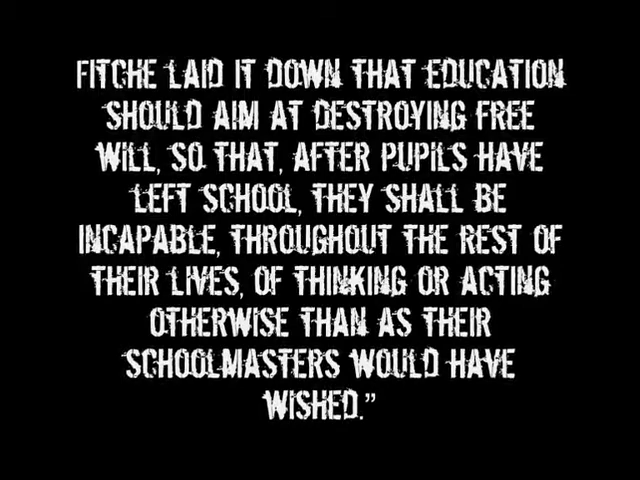 FITCHE LAID IT DOWN THAT EDUCATION
SHOULD AIM AT DESTROYING FREE
WILL, SO THAT, AFTER PUPILS HAVE
LEFT SCHOOL, THEY SHALL BE
INCAPABLE, THROUGHOUT THE REST OF
THEIR LIVES, OF THINKING OR ACTING
OTHERWISE THAN AS THEIR
SCHOOLMASTERS WOULD HAVE
WISHED.”